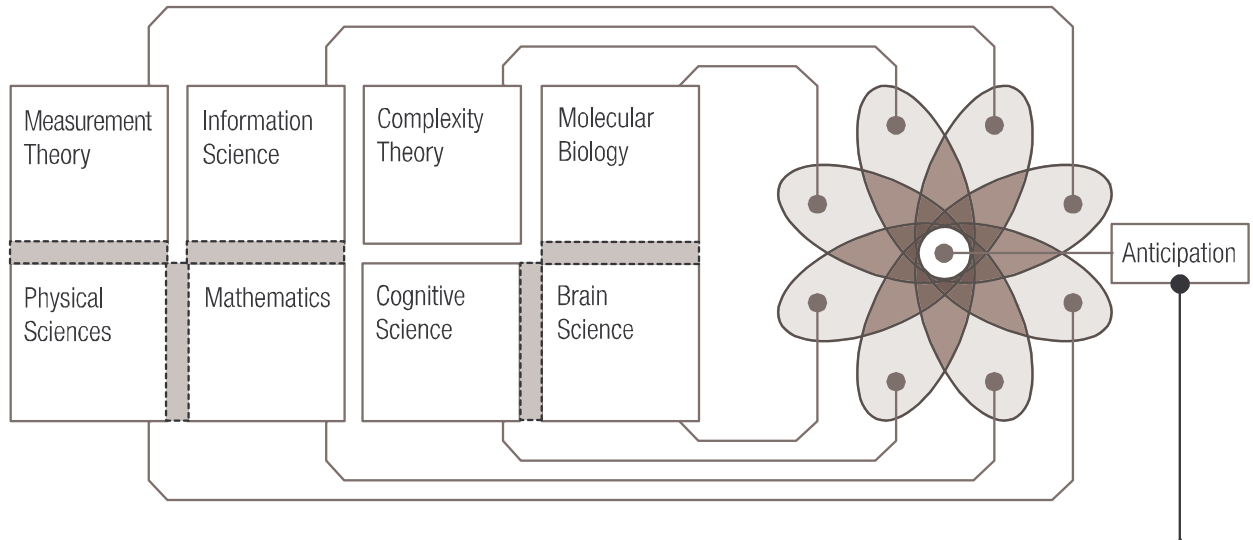 Measurement
Theory
Information
Science
Complexity
Theory
Molecular
Biology
Physical
Sciences
Mathematics
Cognitive
Science
Brain
Science
Anticipation